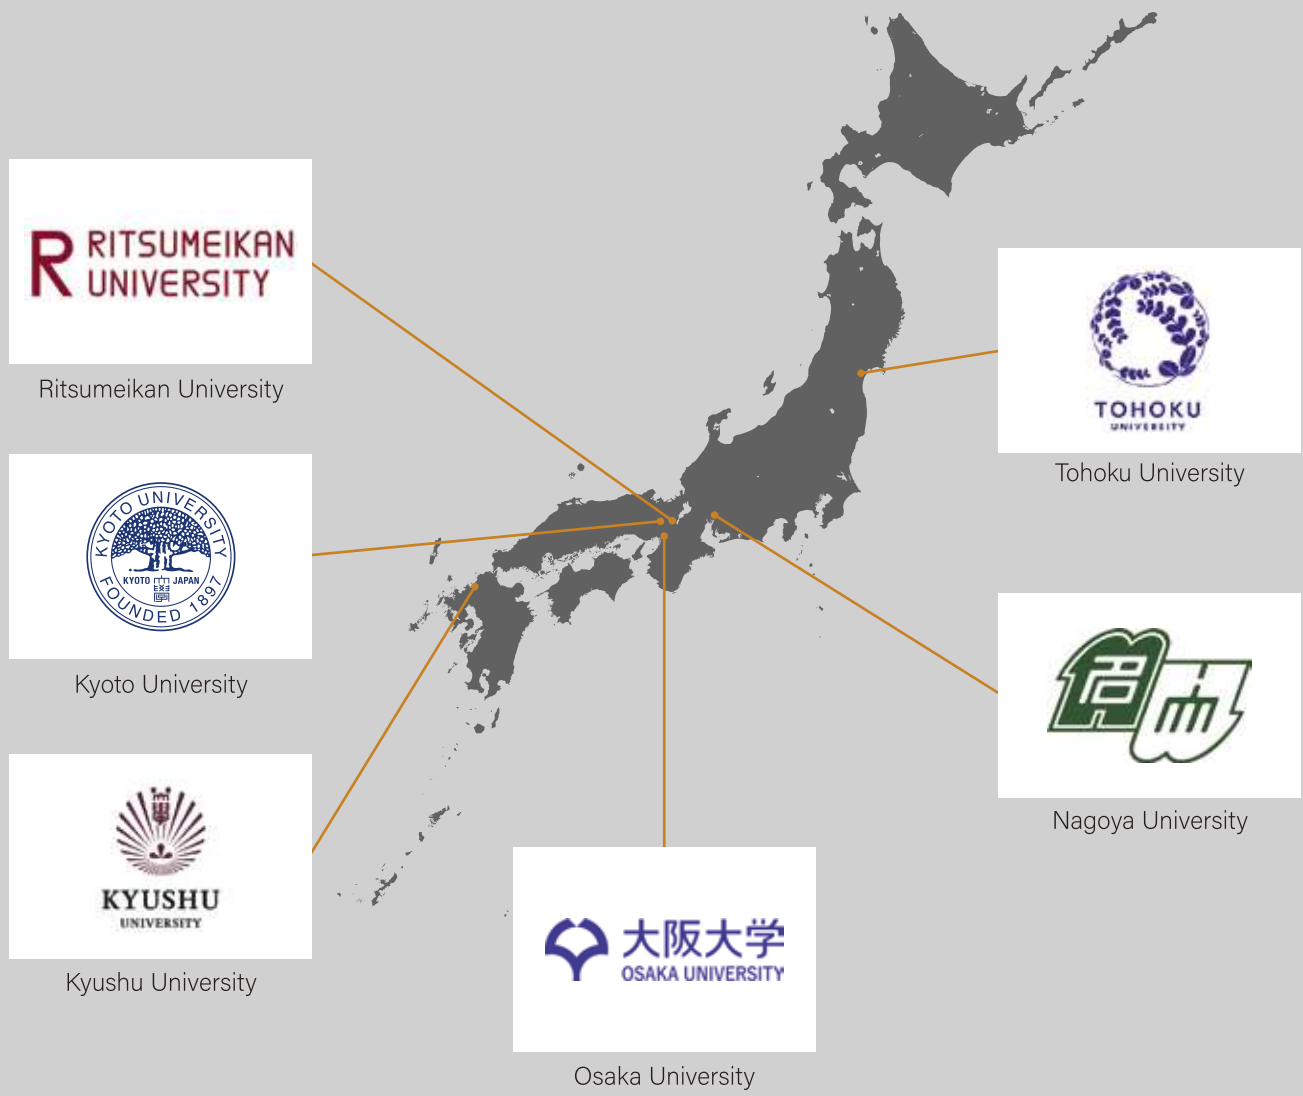 R RITSUMEIKAN
UNIVERSITY
Ritsumeikan University
KYOTO UNIVERSITY
KYOTO JAPAN
FOUNDED 1897
Kyoto University
KYUSHU
UNIVERSITY
Kyushu University
大阪大学
OSAKA UNIVERSITY
Osaka University
TOHOKU
UNIVERSITY
Tohoku University
Nagoya University